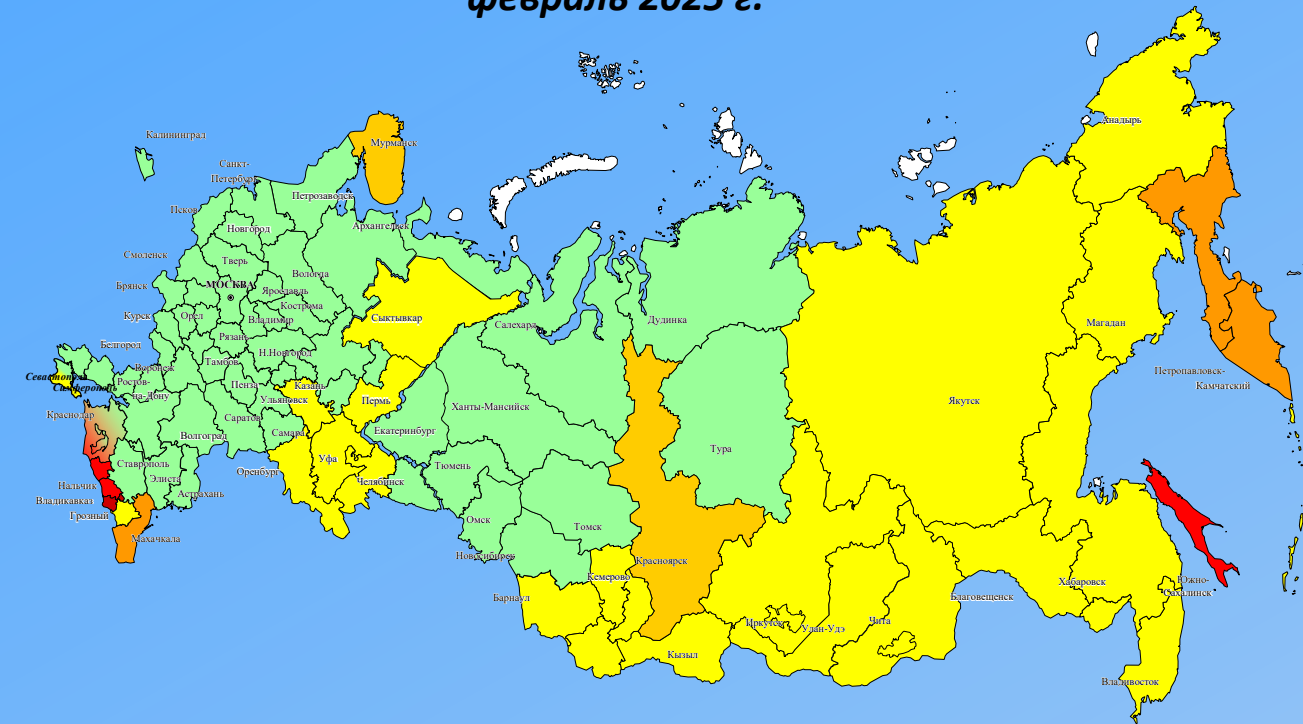 февраль 2025 г.
Калининград
Мурманск
Анадырь
Санкт-
Петербург
Петрозаводск
Псков
Новгород
Архангельск
Смоленск
Тверь
Вологда
Брянск
МОСКВА
Ярославль
Кострома
Курск
Орел
Владимир
Сыктывкар
Салехард
Дудинка
Магадан
Рязань
Белгород
Н.Новгород
Воронеж
Тамбов
Петропавловск-
Камчатский
Севастополь
Симферополь
Ростов-
на-Дону
Пенза
Казань
Ульяновск
Пермь
Ханты-Мансийск
Якутск
Краснодар
Саратов
Самара
Екатеринбург
Волгоград
Тура
Ставрополь
Элиста
Оренбург
Уфа
Тюмень
Челябинск
Нальчик
Астрахань
Владикавказ
Грозный
Махачкала
Омск
Томск
Новосибирск
Красноярск
Кемерово
Барнаул
Хабаровск
Южно-
Сахалинск
Благовещенск
Иркутск
Улан-Удэ
Чита
Кызыл
Владивосток